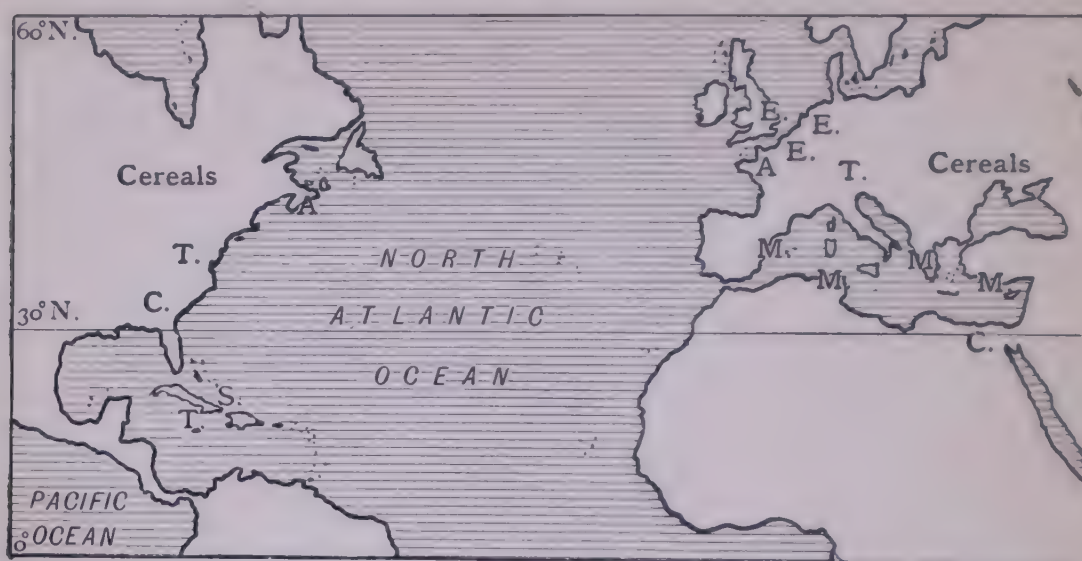 60° N.
E.
E.
E.
A
Cereals
T.
Cereals
A
T.
NORTH
M.
M
M
M.
C.
30° N.
ATLANTIC
C.
OCEAN
S.
T.
PACIFIC
OCEAN
0°